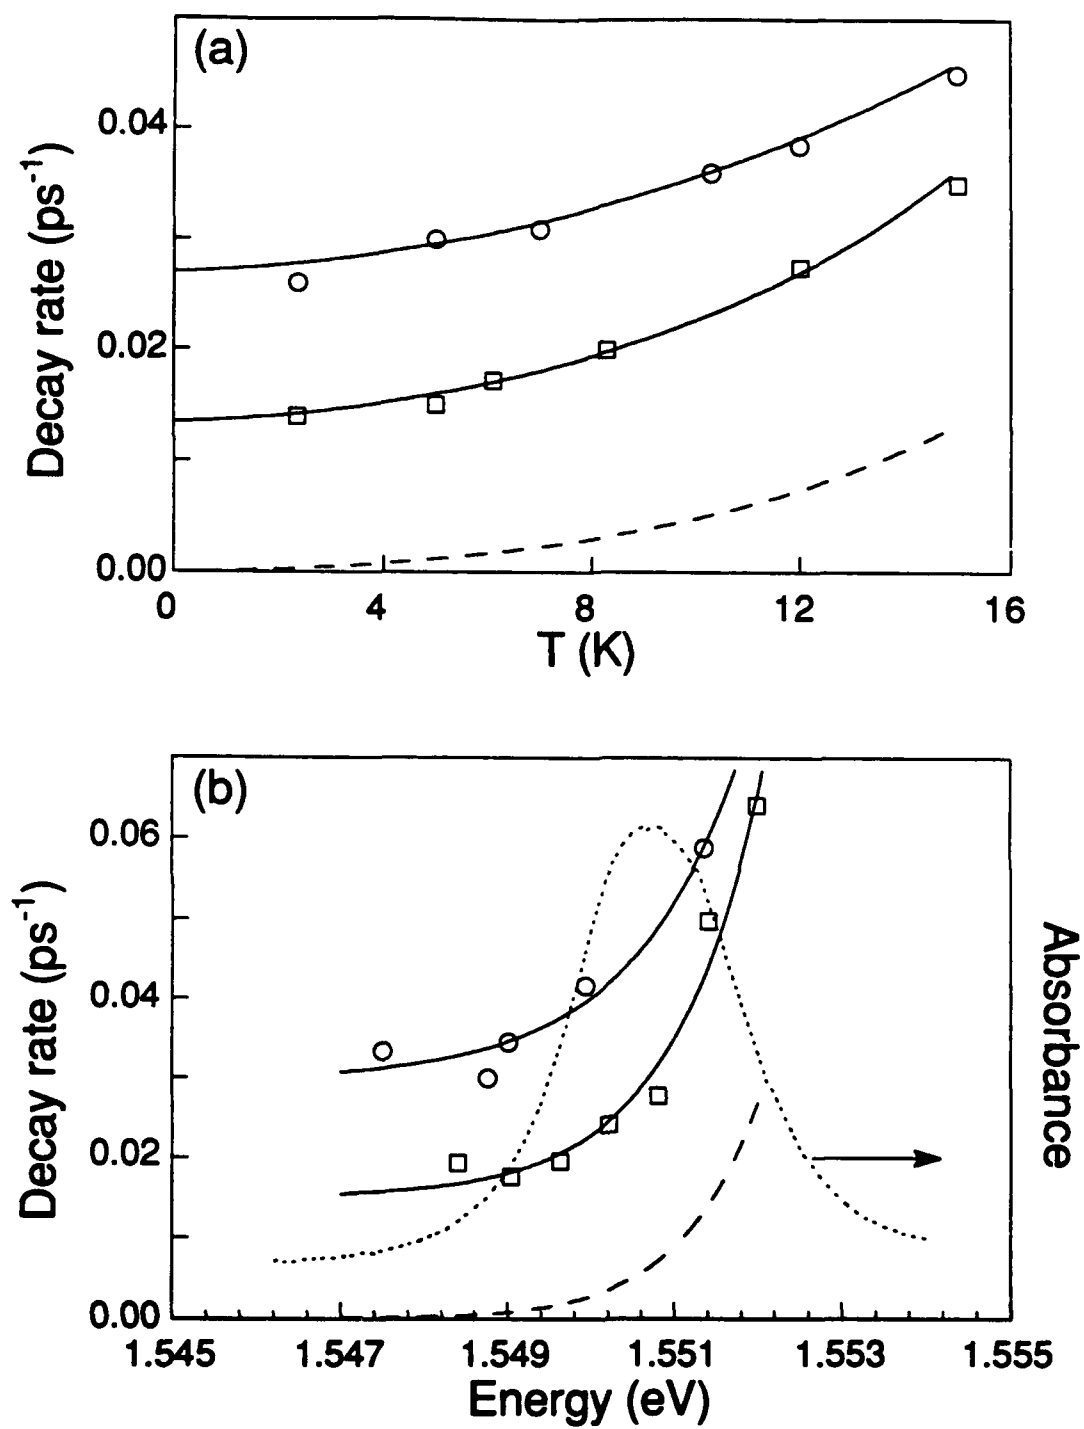 (a)
Decay rate (ps-1)
0.04
0.02
0.00
0 4 8 12 16
T (K)
(b)
Decay rate (ps-1)
0.06
0.04
0.02
0.00
Absorbance
1.545 1.547 1.549 1.551 1.553 1.555
Energy (eV)